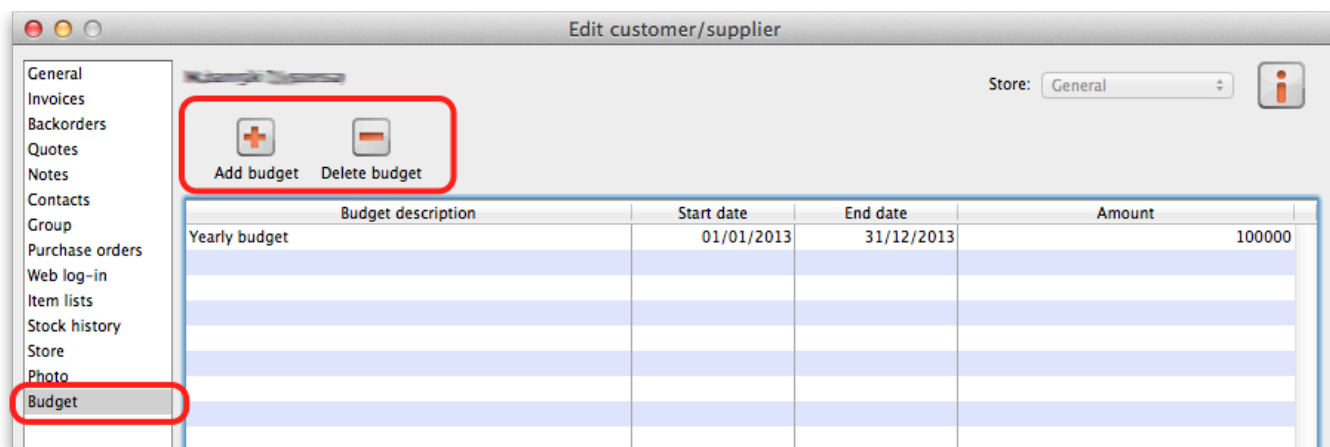 Edit customer/supplier
General
Invoices
Backorders
Quotes
Notes
Contacts
Group
Purchase orders
Web log-in
Item lists
Stock history
Store
Photo
Budget
Store: General
Add budget Delete budget
Budget description Start date End date Amount
Yearly budget 01/01/2013 31/12/2013 100000